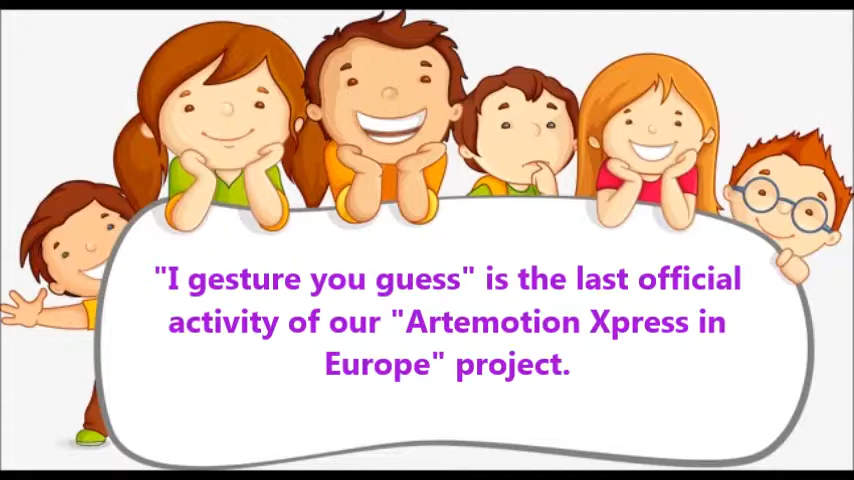 "I gesture you guess" is the last official
activity of our "Artemotion Xpress in
Europe" project.